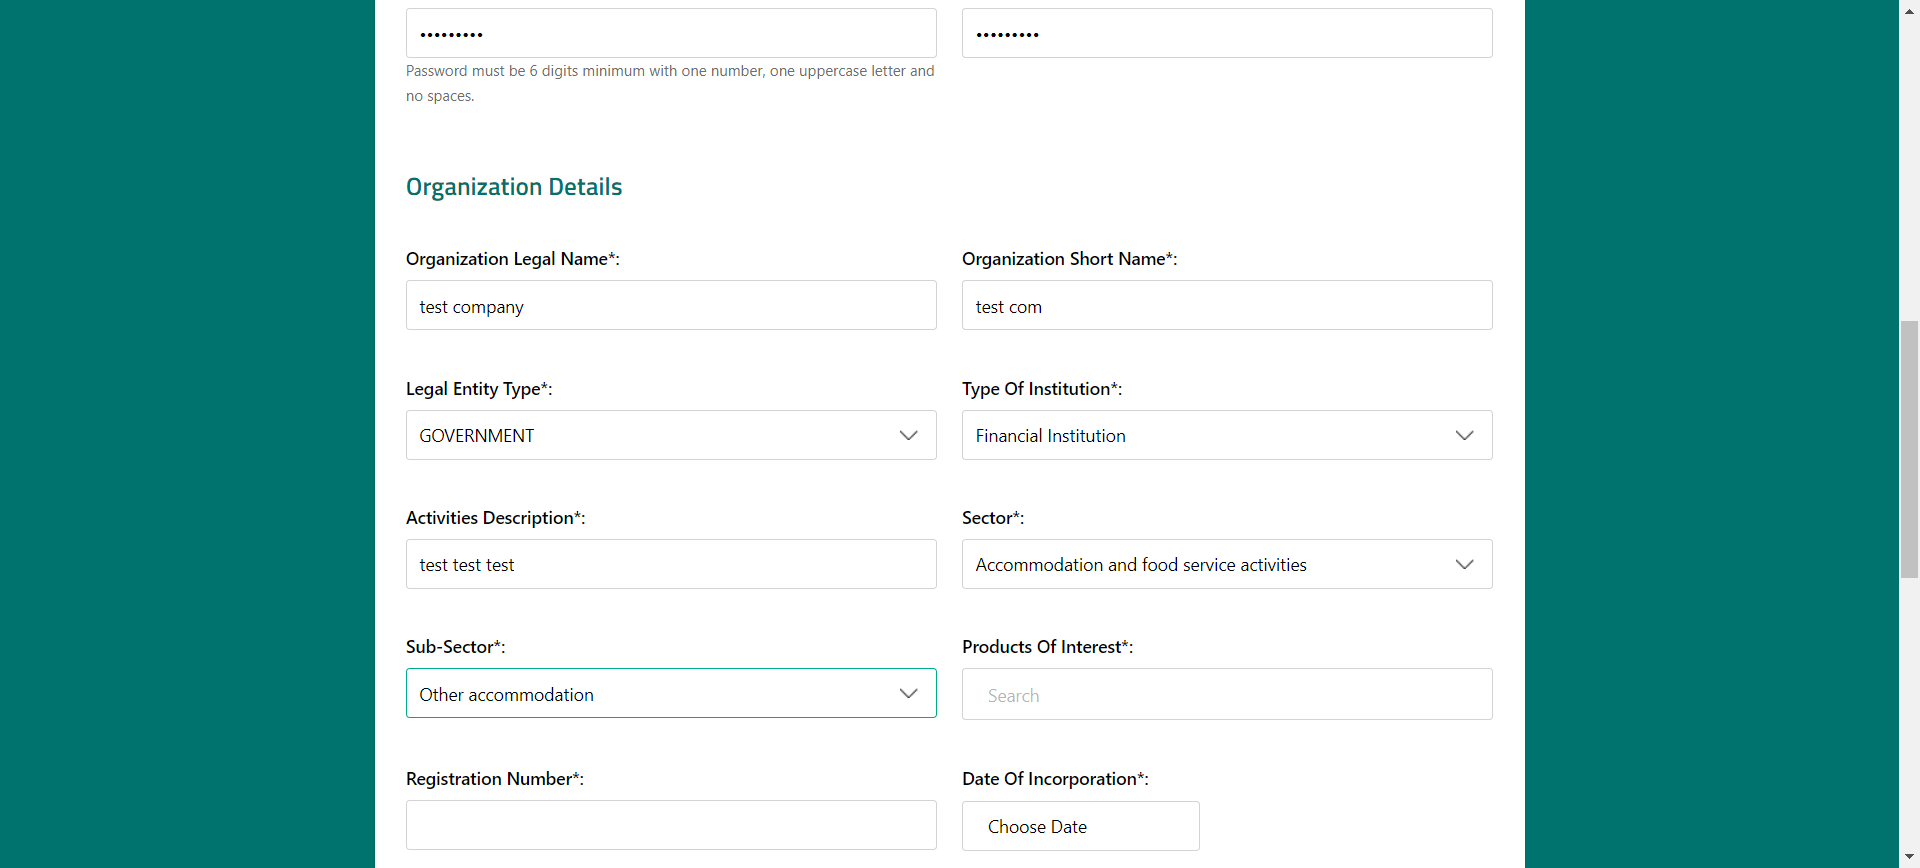 •••••••••
•••••••••
Password must be 6 digits minimum with one number, one uppercase letter and
no spaces.
Organization Details
Organization Legal Name*:
Organization Short Name*:
test company
test com
Legal Entity Type*:
Type Of Institution*:
GOVERNMENT
Financial Institution
Activities Description*:
Sector*:
test test test
Accommodation and food service activities
Sub-Sector*:
Products Of Interest*:
Other accommodation
Search
Registration Number*:
Date Of Incorporation*:
Choose Date